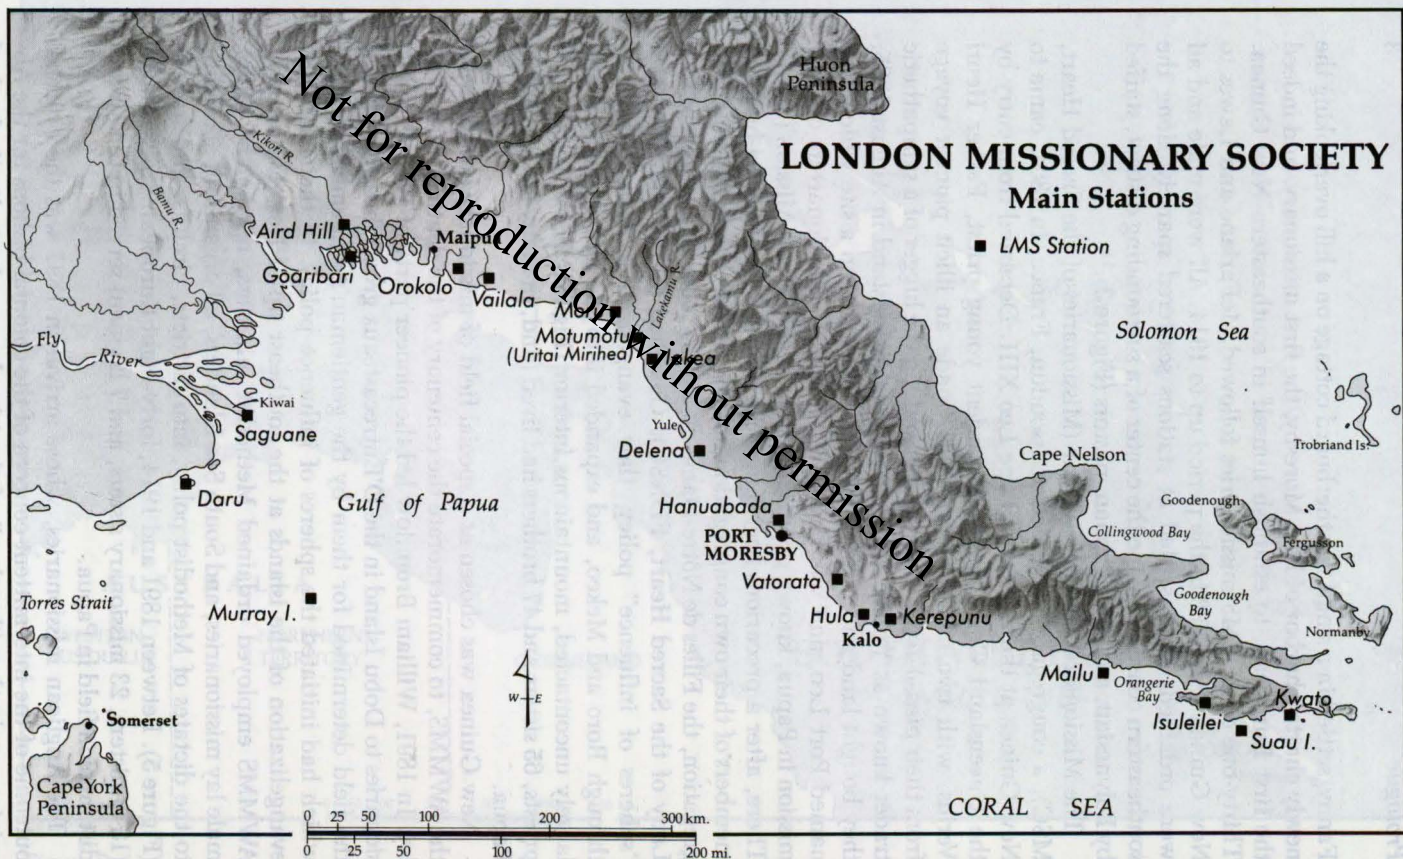 Huon
Peninsula
LONDON MISSIONARY SOCIETY
Main Stations
■ LMS Station
Not for reproduction without permission
Kikori R.
Bamu R.
Aird Hill
Maipua
Goaribari
Orokolo
Vailala
Lakekamu R.
Motumotu
(Uritai Mirihea)
Solomon Sea
Fly River
Kiwai
Saguane
Yule
Trobriand Is.
Delena
Cape Nelson
Daru
Gulf of Papua
Hanuabada
Goodenough
PORT
MORESBY
Collingwood Bay
Fergusson
Vatorata
Goodenough
Bay
Torres Strait
Murray I.
Hula
Kerepunu
Kalo
Normanby
W E
Mailu
Orangerie
Bay
Kwato
Isuleilei
Suau I.
Somerset
Cape York
Peninsula
CORAL SEA
0 25 50 100 200 300 km.
0 25 50 100 200 mi.